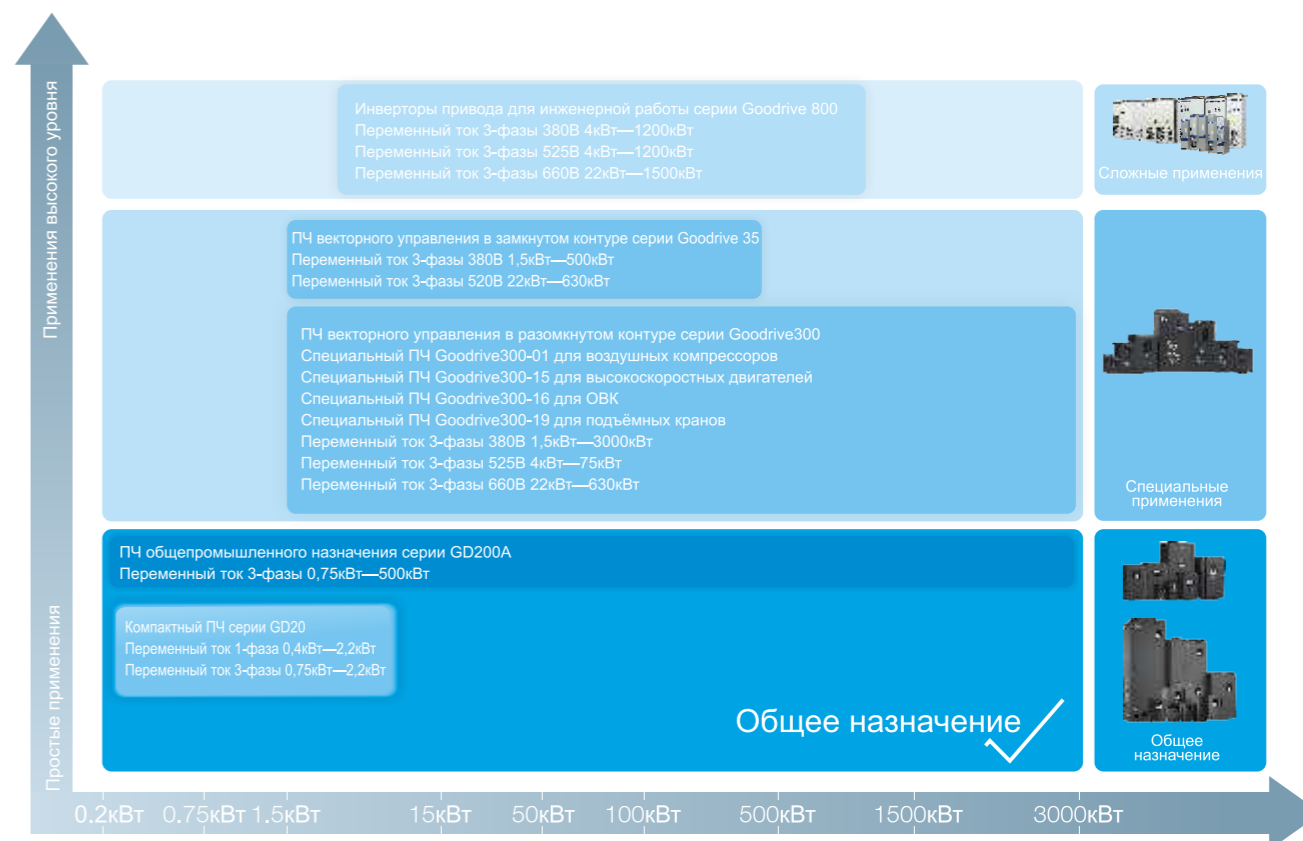 Применения высокого уровня
Простые применения
Инверторы привода для инженерной работы серии Goodrive 800
Переменный ток 3-фазы 380В 4кВт—1200кВт
Переменный ток 3-фазы 525В 4кВт—1200кВт
Переменный ток 3-фазы 660В 22кВт—1500кВт
Сложные применения
ПЧ векторного управления в замкнутом контуре серии Goodrive 35
Переменный ток 3-фазы 380В 1,5кВт—500кВт
Переменный ток 3-фазы 520В 22кВт—630кВт
ПЧ векторного управления в разомкнутом контуре серии Goodrive300
Специальный ПЧ Goodrive300-01 для воздушных компрессоров
Специальный ПЧ Goodrive300-15 для высокоскоростных двигателей
Специальный ПЧ Goodrive300-16 для ОВК
Специальный ПЧ Goodrive300-19 для подъёмных кранов
Переменный ток 3-фазы 380В 1,5кВт—3000кВт
Переменный ток 3-фазы 525В 4кВт—75кВт
Переменный ток 3-фазы 660В 22кВт—630кВт
Специальные
применения
ПЧ общепромышленного назначения серии GD200A
Переменный ток 3-фазы 0,75кВт—500кВт
Компактный ПЧ серии GD20
Переменный ток 1-фаза 0,4кВт—2,2кВт
Переменный ток 3-фазы 0,75кВт—2,2кВт
Общее назначение
Общее
назначение
0.2кВт 0.75кВт 1.5кВт 15кВт 50кВт 100кВт 500кВт 1500кВт 3000кВт